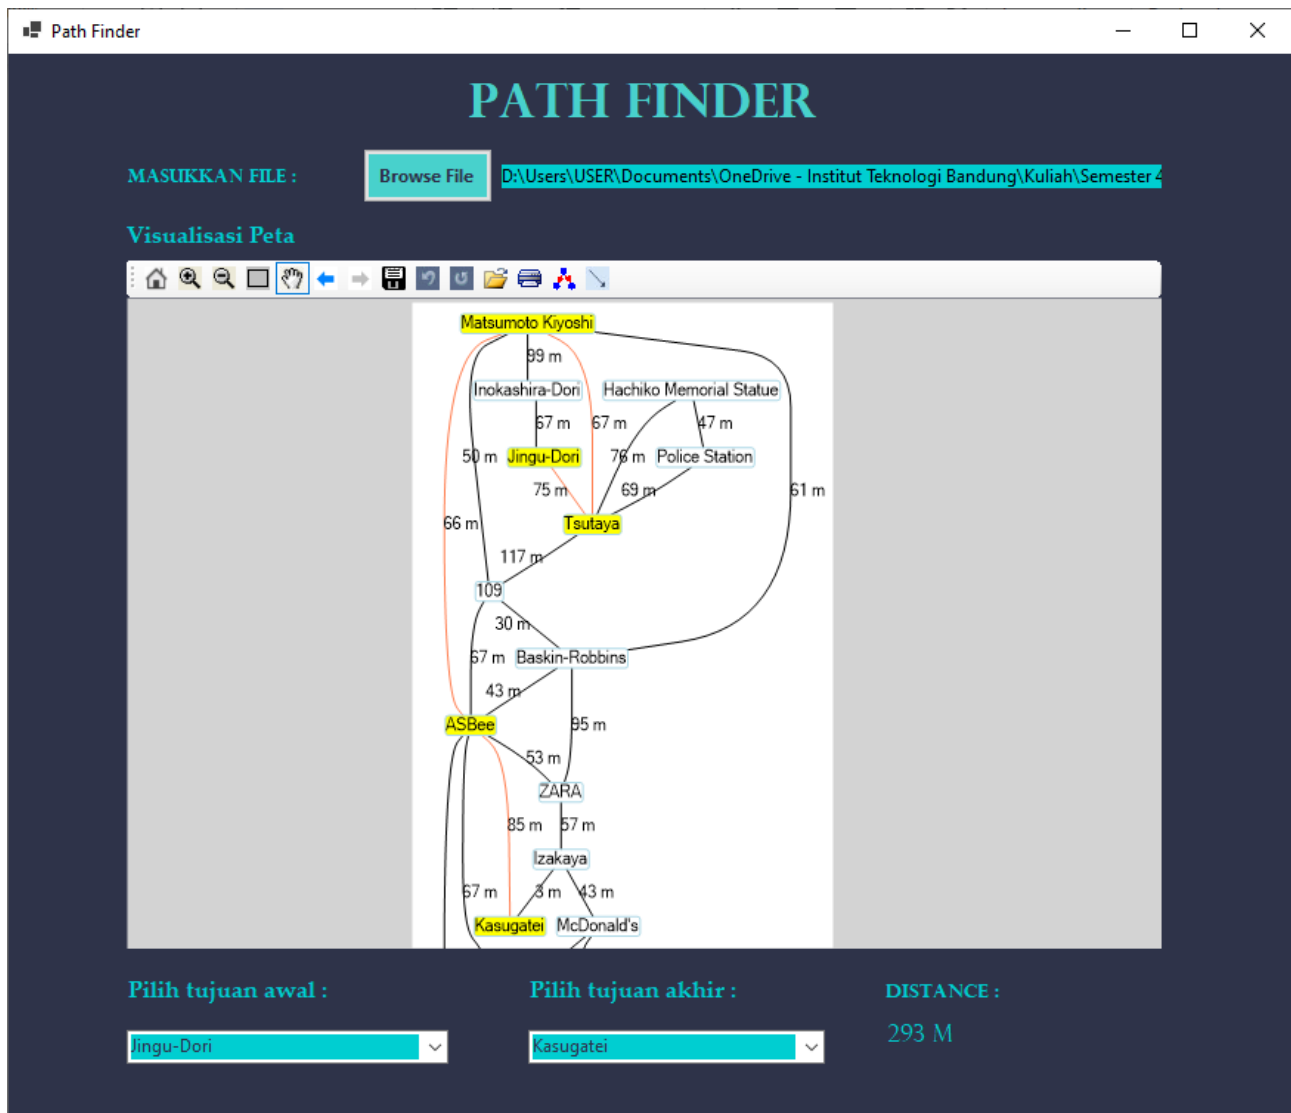 Path Finder
PATH FINDER
MASUKKAN FILE :
Browse File
D:\Users\USER\Documents\OneDrive - Institut Teknologi Bandung\Kuliah\Semester 4
Visualisasi Peta
Matsumoto Kiyoshi
99 m
Inokashira-Dori
Hachiko Memorial Statue
67 m
67 m
47 m
50 m
Jingu-Dori
76 m
Police Station
75 m
69 m
61 m
66 m
Tsutaya
117 m
109
30 m
67 m
Baskin-Robbins
43 m
ASBee
95 m
53 m
ZARA
85 m
57 m
Izakaya
67 m
3 m
43 m
Kasugatei
McDonald's
Pilih tujuan awal :
Pilih tujuan akhir :
DISTANCE :
Jingu-Dori
Kasugatei
293 M